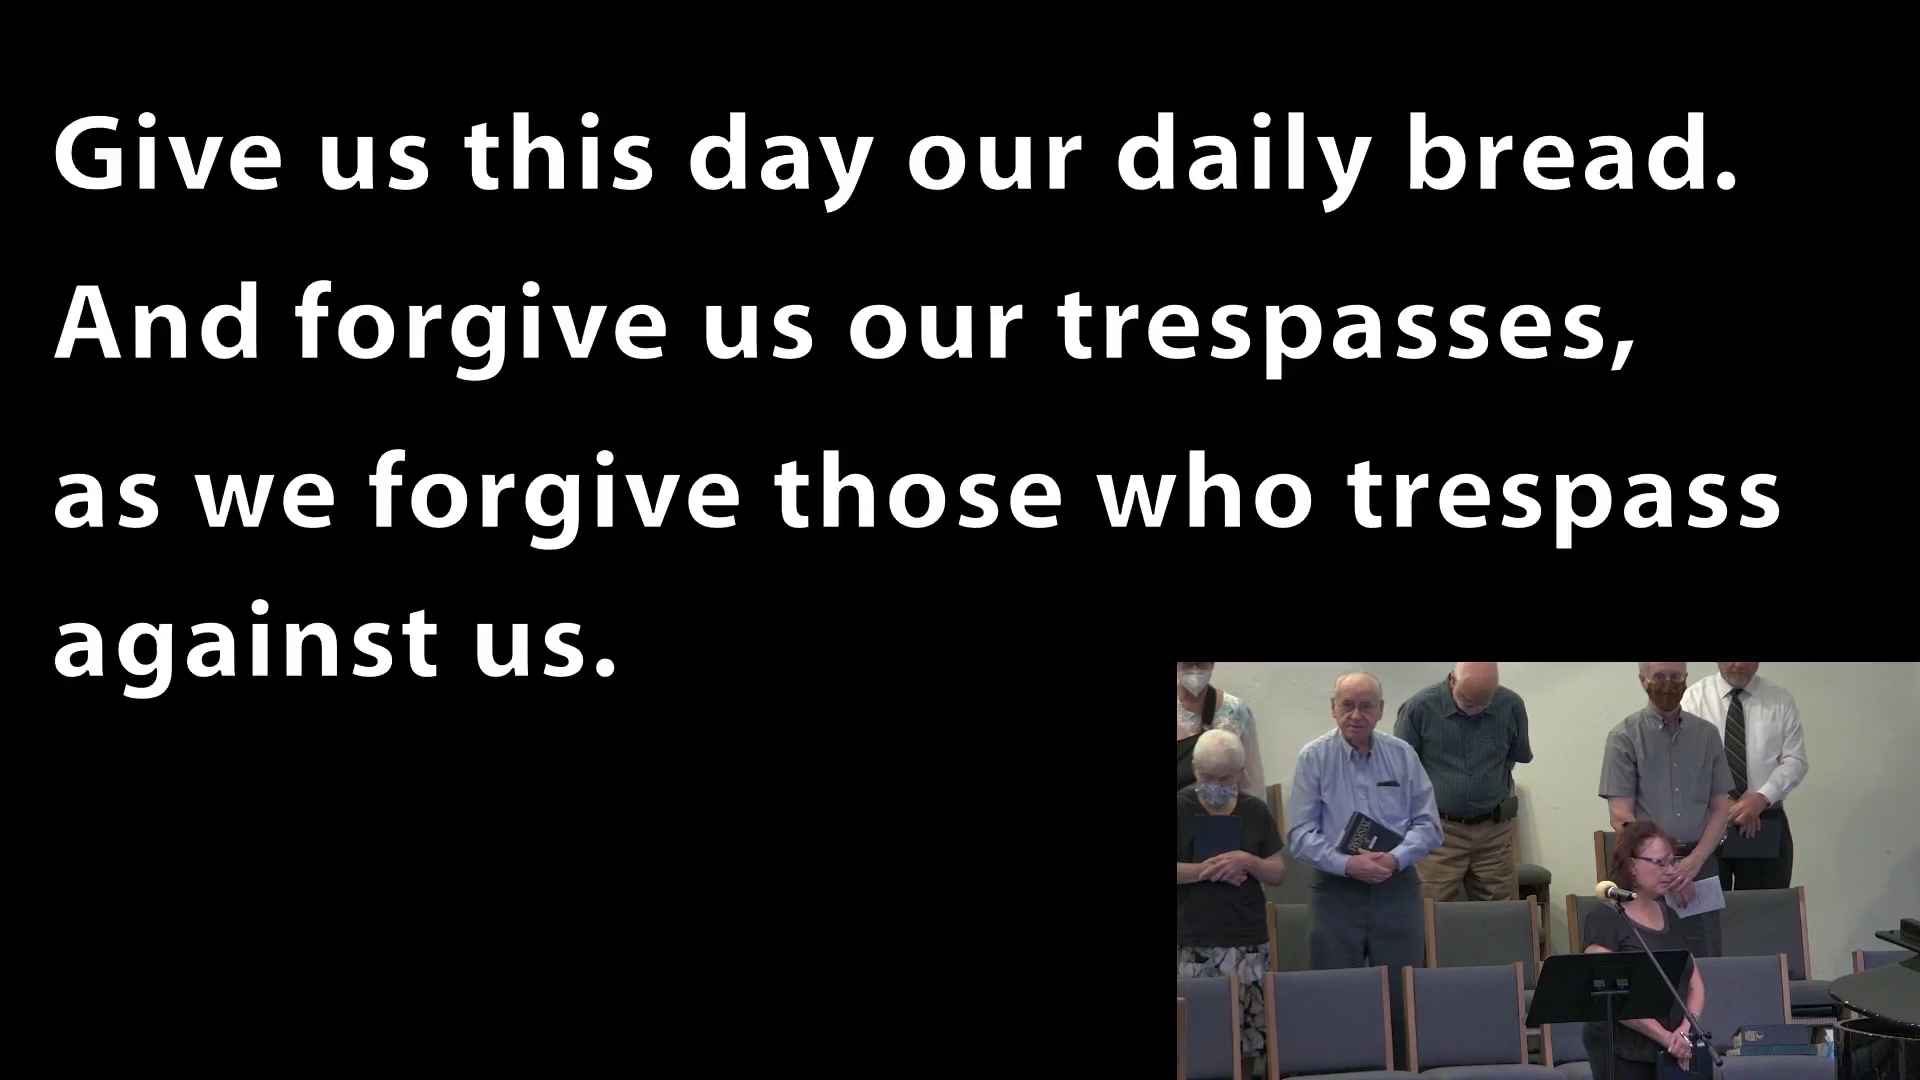 Give us this day our daily bread.
And forgive us our trespasses,
as we forgive those who trespass
against us.